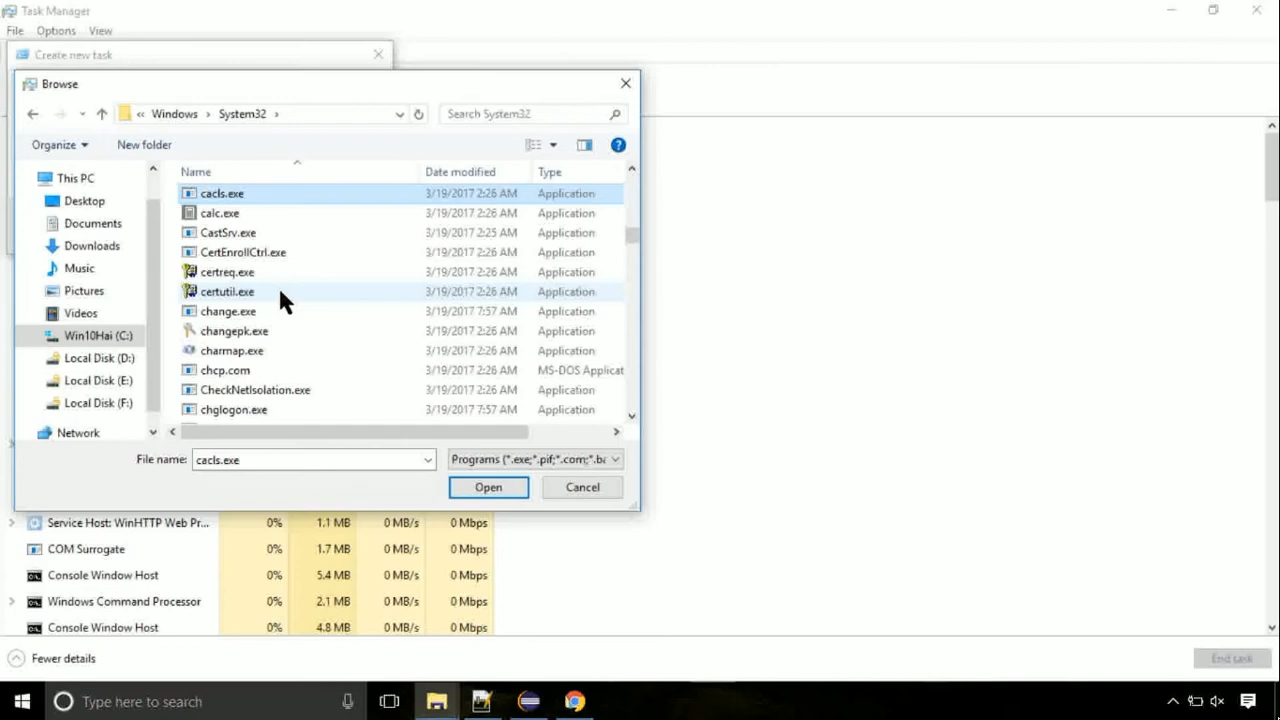 Task Manager
File Options View
Create new task
Browse
« Windows › System32 ›
Search System32
Organize New folder
Name Date modified Type
This PC
Desktop
Documents
Downloads
Music
Pictures
Videos
Win10Hai (C:)
Local Disk (D:)
Local Disk (E:)
Local Disk (F:)
Network
cacls.exe 3/19/2017 2:26 AM Application
calc.exe 3/19/2017 2:26 AM Application
CastSrv.exe 3/19/2017 2:25 AM Application
CertEnrollCtrl.exe 3/19/2017 2:26 AM Application
certreq.exe 3/19/2017 2:26 AM Application
certutil.exe 3/19/2017 2:26 AM Application
change.exe 3/19/2017 7:57 AM Application
changepk.exe 3/19/2017 2:26 AM Application
charmap.exe 3/19/2017 2:26 AM Application
chcp.com 3/19/2017 2:26 AM MS-DOS Applicat
CheckNetIsolation.exe 3/19/2017 2:26 AM Application
chglogon.exe 3/19/2017 7:57 AM Application
File name: cacls.exe Programs (*.exe;*.pif;*.com;*.ba
Open Cancel
Service Host: WinHTTP Web Pr... 0% 1.1 MB 0 MB/s 0 Mbps
COM Surrogate 0% 1.7 MB 0 MB/s 0 Mbps
Console Window Host 0% 5.4 MB 0 MB/s 0 Mbps
Windows Command Processor 0% 2.1 MB 0 MB/s 0 Mbps
Console Window Host 0% 4.8 MB 0 MB/s 0 Mbps
Fewer details
End task
Type here to search